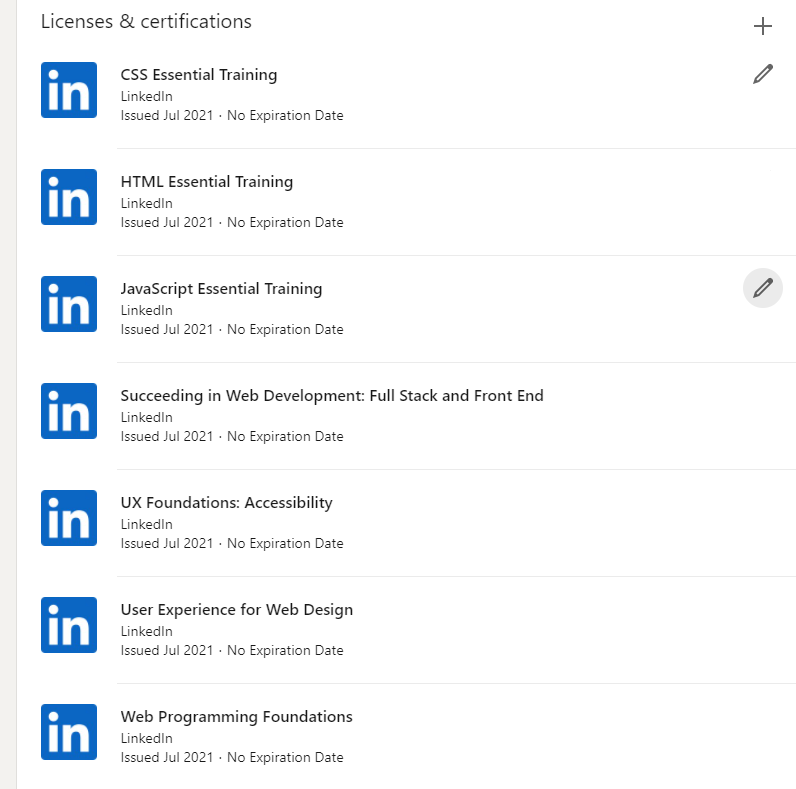 Licenses & certifications
in
CSS Essential Training
LinkedIn
Issued Jul 2021 · No Expiration Date
in
HTML Essential Training
LinkedIn
Issued Jul 2021 · No Expiration Date
in
JavaScript Essential Training
LinkedIn
Issued Jul 2021 · No Expiration Date
in
Succeeding in Web Development: Full Stack and Front End
LinkedIn
Issued Jul 2021 · No Expiration Date
in
UX Foundations: Accessibility
LinkedIn
Issued Jul 2021 · No Expiration Date
in
User Experience for Web Design
LinkedIn
Issued Jul 2021 · No Expiration Date
in
Web Programming Foundations
LinkedIn
Issued Jul 2021 · No Expiration Date